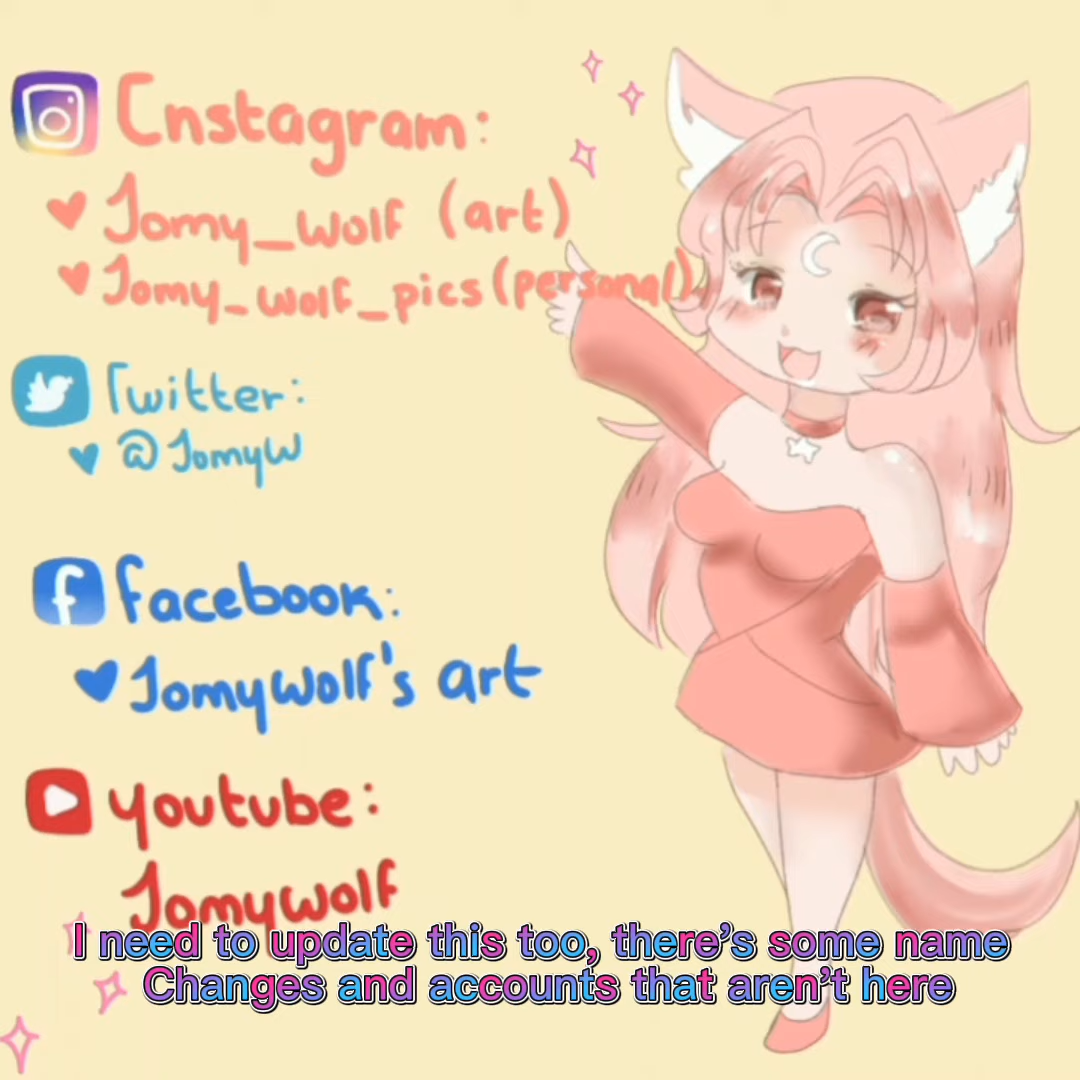 Instagram:
Jomy_wolf (art)
Jomy_wolf_pics (personal)
Twitter:
@JomyW
facebook:
Jomywolf's art
youtube:
Jomywolf
I need to update this too, there's some name
Changes and accounts that aren't here